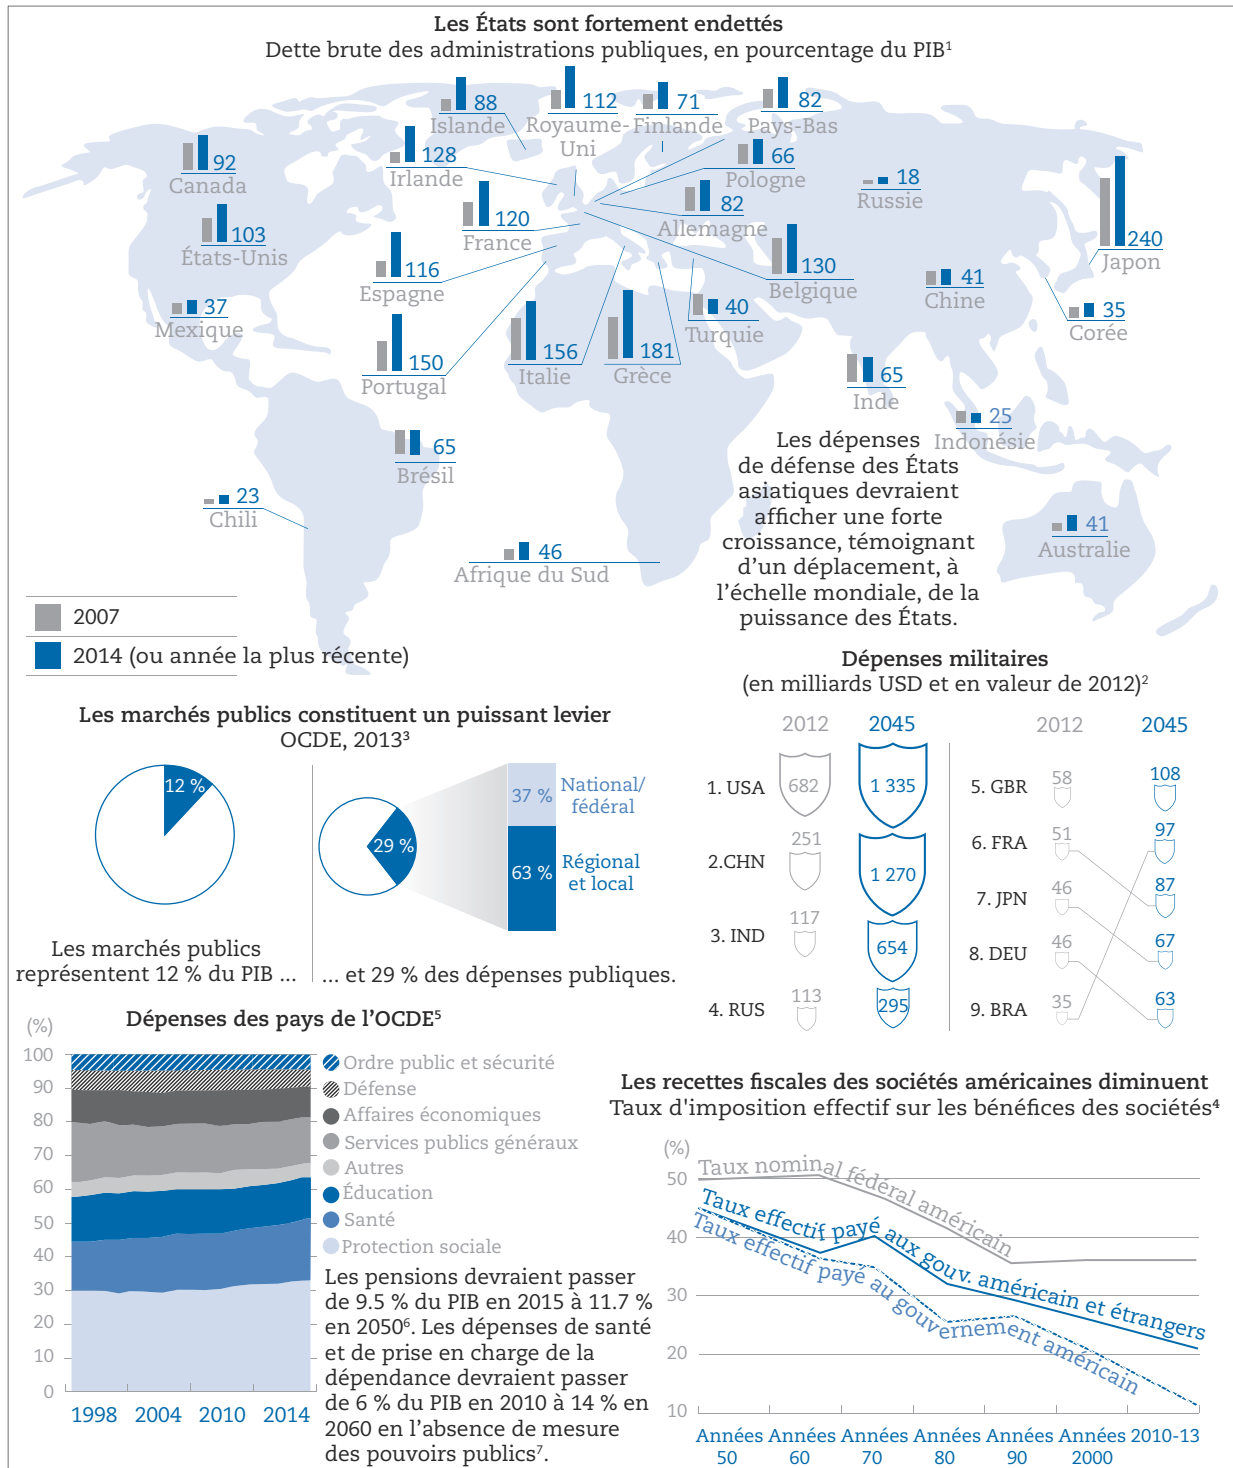 Les États sont fortement endettés
Dette brute des administrations publiques, en pourcentage du PIB¹
88
Islande
112
Royaume-
Uni
71
Finlande
82
Pays-Bas
92
Canada
128
Irlande
66
Pologne
18
Russie
103
États-Unis
120
France
82
Allemagne
240
Japon
116
Espagne
130
Belgique
41
Chine
37
Mexique
40
Turquie
35
Corée
150
Portugal
156
Italie
181
Grèce
65
Inde
25
Indonésie
65
Brésil
23
Chili
46
Afrique du Sud
41
Australie
Les dépenses
de défense des États
asiatiques devraient
afficher une forte
croissance, témoignant
d'un déplacement, à
l'échelle mondiale, de la
puissance des États.
2007
2014 (ou année la plus récente)
Dépenses militaires
(en milliards USD et en valeur de 2012)²
2012 2045 2012 2045
1. USA 682 1 335
2.CHN 251 1 270
3. IND 117 654
4. RUS 113 295
5. GBR 58 108
6. FRA 51 97
7. JPN 46 87
8. DEU 46 67
9. BRA 35 63
Les marchés publics constituent un puissant levier
OCDE, 2013³
12 %
29 %
37 %
National/
fédéral
63 %
Régional
et local
Les marchés publics
représentent 12 % du PIB ...
... et 29 % des dépenses publiques.
Dépenses des pays de l'OCDE⁵
(%)
100
90
80
70
60
50
40
30
20
10
0
1998 2004 2010 2014
Ordre public et sécurité
Défense
Affaires économiques
Services publics généraux
Autres
Éducation
Santé
Protection sociale
Les pensions devraient passer
de 9.5 % du PIB en 2015 à 11.7 %
en 2050⁶. Les dépenses de santé
et de prise en charge de la
dépendance devraient passer
de 6 % du PIB en 2010 à 14 % en
2060 en l'absence de mesure
des pouvoirs publics⁷.
Les recettes fiscales des sociétés américaines diminuent
Taux d'imposition effectif sur les bénéfices des sociétés⁴
(%)
50
40
30
20
10
Taux nominal fédéral américain
Taux effectif payé aux gouv. américain et étrangers
Taux effectif payé au gouvernement américain
Années Années Années Années Années Années 2010-13
50 60 70 80 90 2000